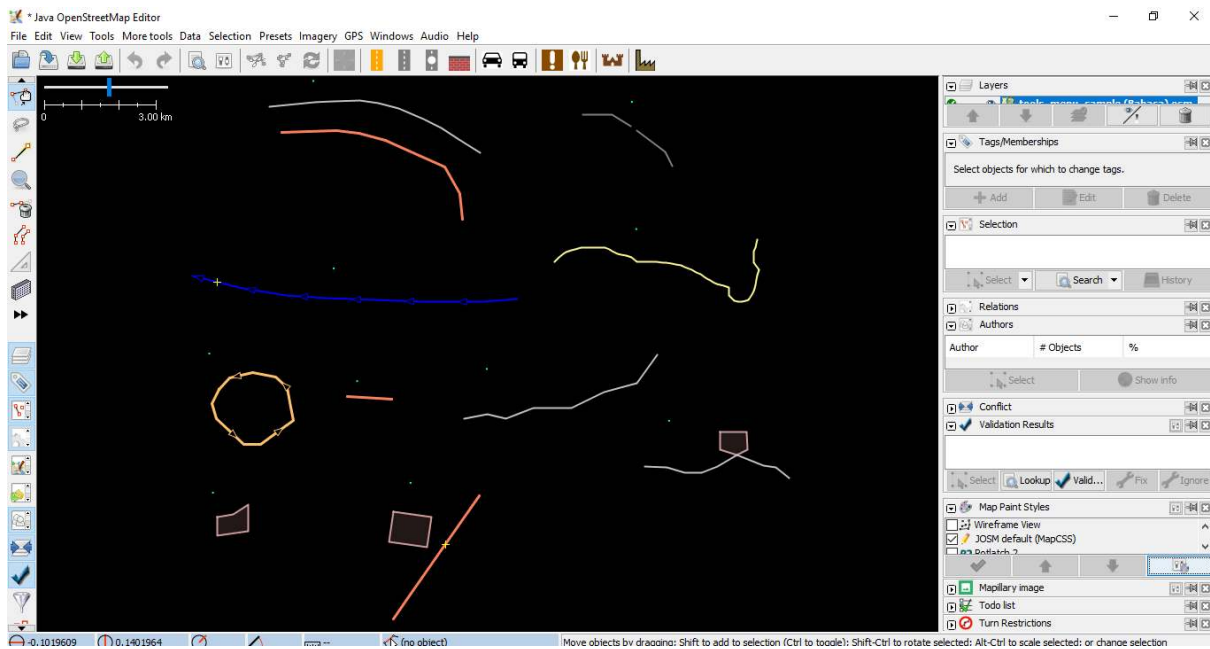 * Java OpenStreetMap Editor
File Edit View Tools More tools Data Selection Presets Imagery GPS Windows Audio Help
0 3.00 km
Layers
tools_menu_sample (Bahasa).osm
Tags/Memberships
Select objects for which to change tags.
Add Edit Delete
Selection
Select Search History
Relations
Authors
Author # Objects %
Select Show info
Conflict
Validation Results
Select Lookup Valid... Fix Ignore
Map Paint Styles
Wireframe View
JOSM default (MapCSS)
Potlatch 2
Mapillary image
Todo list
Turn Restrictions
-0.1019609 0.1401964 -- (no object) Move objects by dragging; Shift to add to selection (Ctrl to toggle); Shift-Ctrl to rotate selected; Alt-Ctrl to scale selected; or change selection